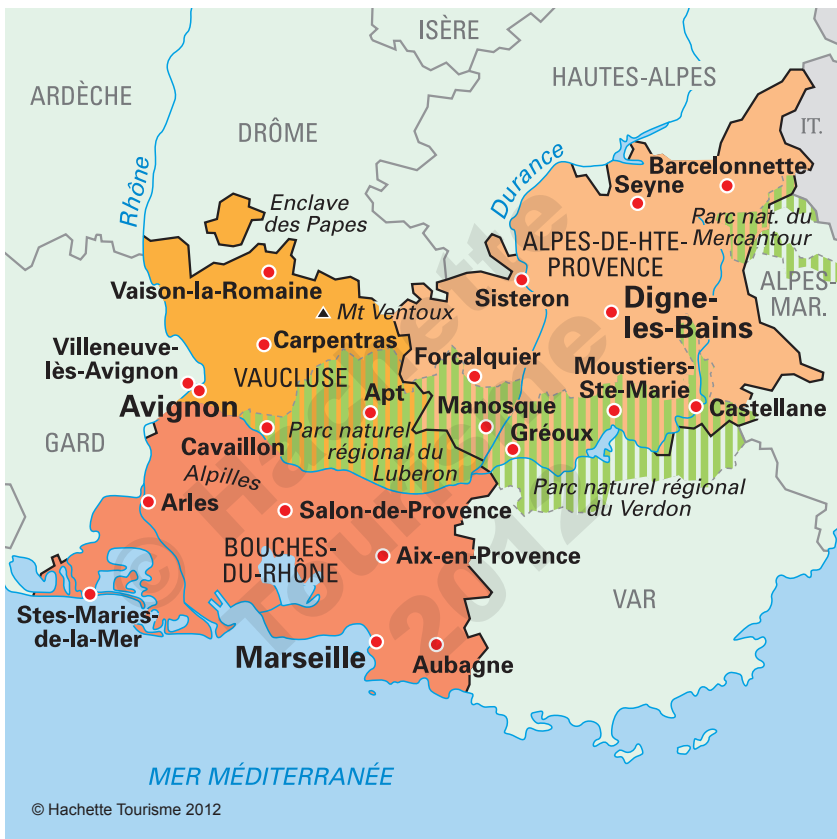 ISÈRE
HAUTES-ALPES
ARDÈCHE
DRÔME
IT.
Rhône
Durance
Barcelonnette
Seyne
Enclave
des Papes
Parc nat. du
Mercantour
ALPES-DE-HTE-
PROVENCE
ALPES-
MAR.
Vaison-la-Romaine
Sisteron
Mt Ventoux
Digne-
les-Bains
Carpentras
Villeneuve-
lès-Avignon
Forcalquier
VAUCLUSE
Apt
Moustiers-
Ste-Marie
Avignon
Manosque
Castellane
GARD
Cavaillon
Parc naturel
régional du
Luberon
Gréoux
Alpilles
Parc naturel régional
du Verdon
Arles
Salon-de-Provence
BOUCHES-
DU-RHÔNE
Aix-en-Provence
VAR
Stes-Maries-
de-la-Mer
Marseille
Aubagne
MER MÉDITERRANÉE
© Hachette Tourisme 2012
© Hachette
Tourisme
2012